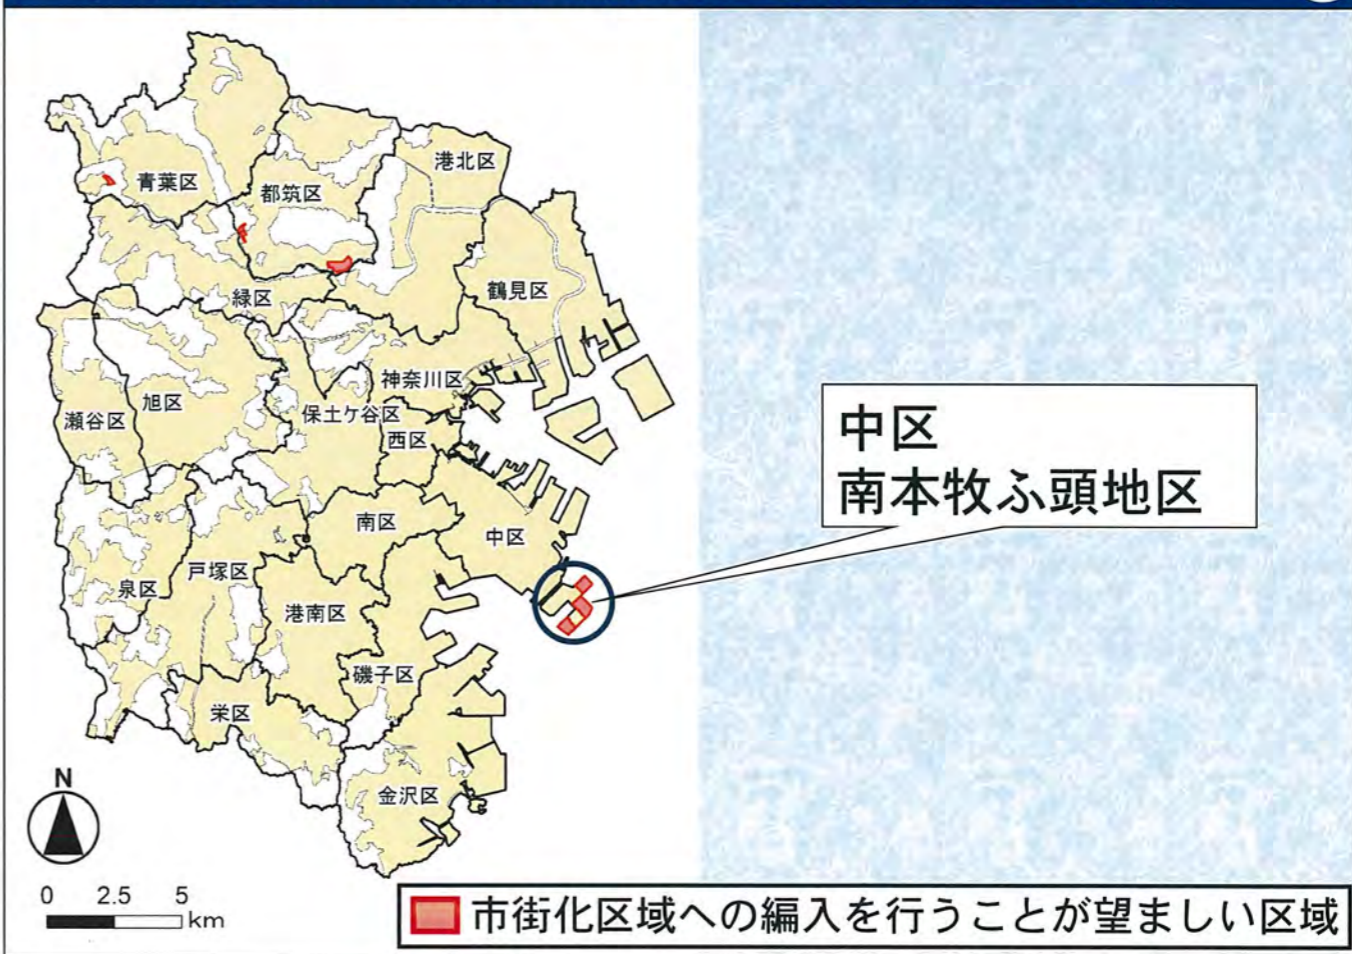 港北区
青葉区
都筑区
鶴見区
緑区
神奈川区
旭区
保土ケ谷区
瀬谷区
西区
中区
南本牧ふ頭地区
南区
中区
戸塚区
泉区
港南区
磯子区
栄区
金沢区
N
0 2.5 5
km
市街化区域への編入を行うことが望ましい区域